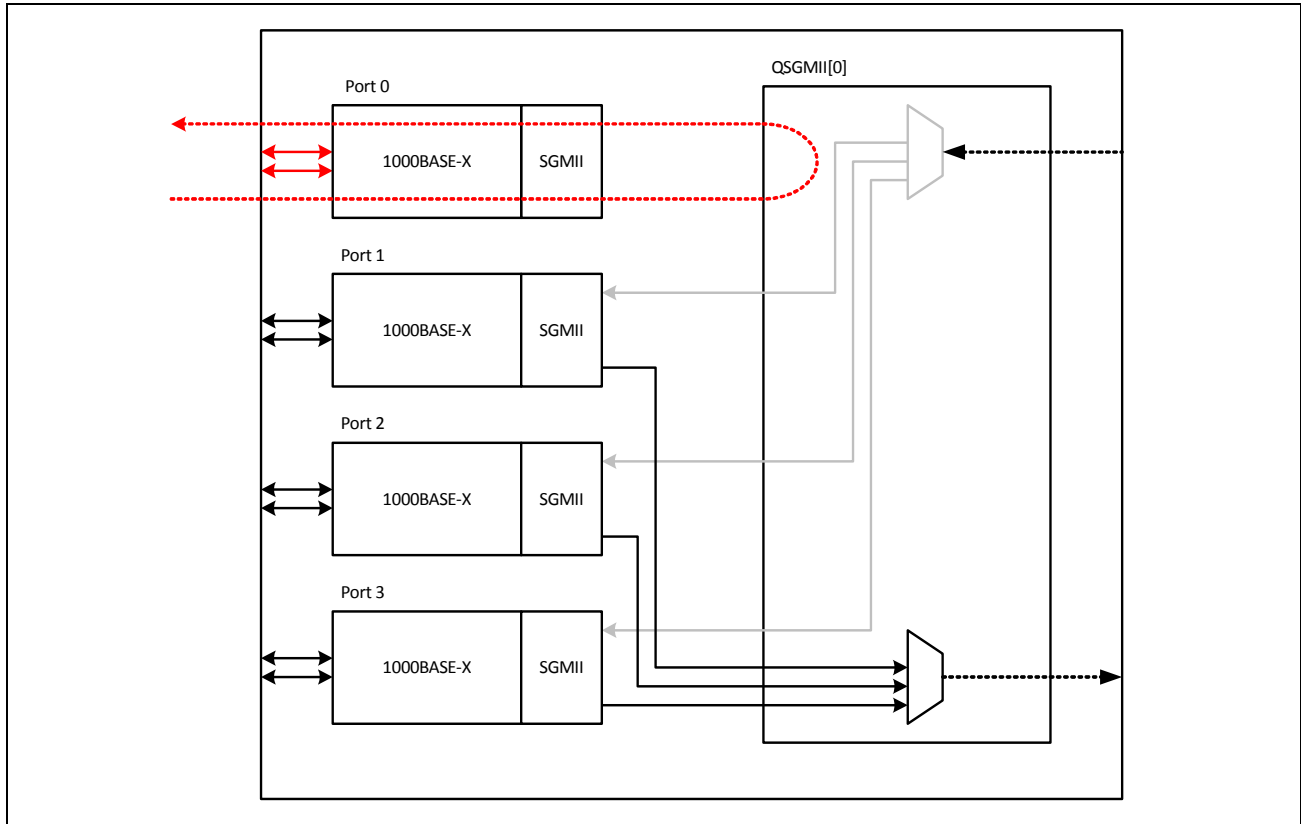 QSGMII[0]
Port 0
1000BASE-X SGMII
Port 1
1000BASE-X SGMII
Port 2
1000BASE-X SGMII
Port 3
1000BASE-X SGMII